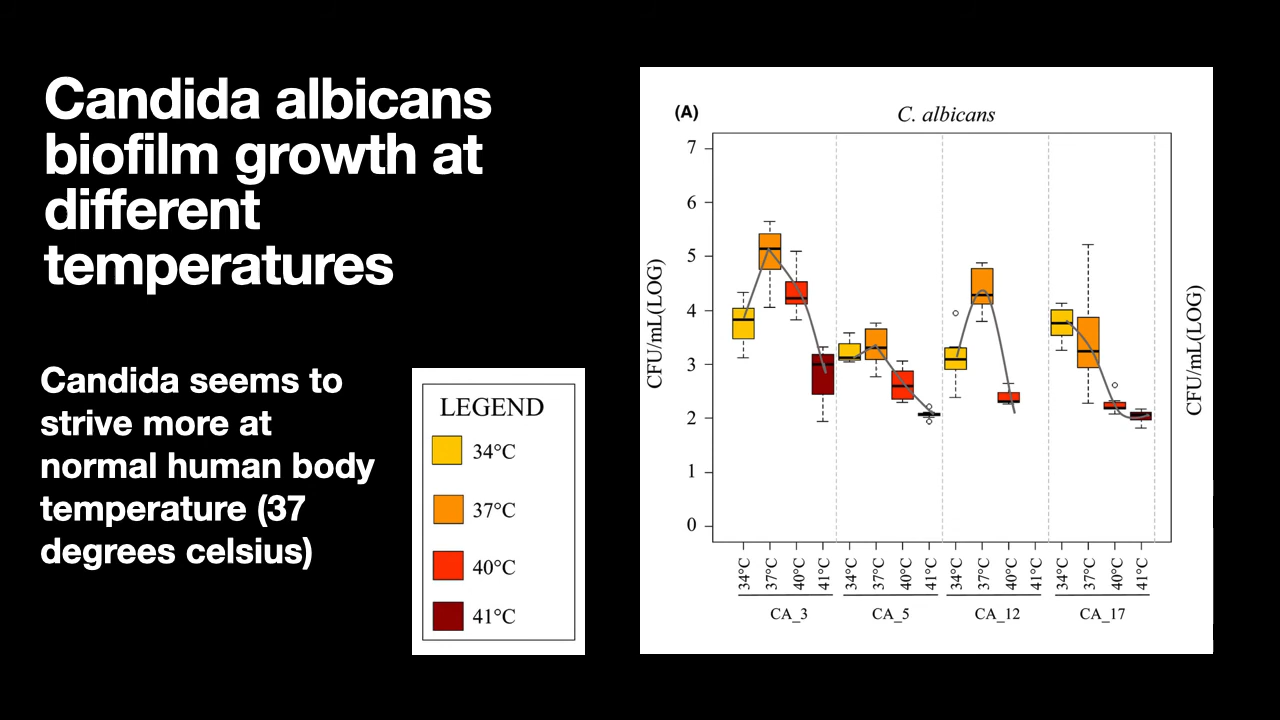 Candida albicans
biofilm growth at
different
temperatures
Candida seems to
strive more at
normal human body
temperature (37
degrees celsius)
LEGEND
34°C
37°C
40°C
41°C
(A)
C. albicans
CFU/mL(LOG)
7
6
5
4
3
2
1
0
CFU/mL(LOG)
34°C 37°C 40°C 41°C 34°C 37°C 40°C 41°C 34°C 37°C 40°C 41°C 34°C 37°C 40°C 41°C
CA_3 CA_5 CA_12 CA_17